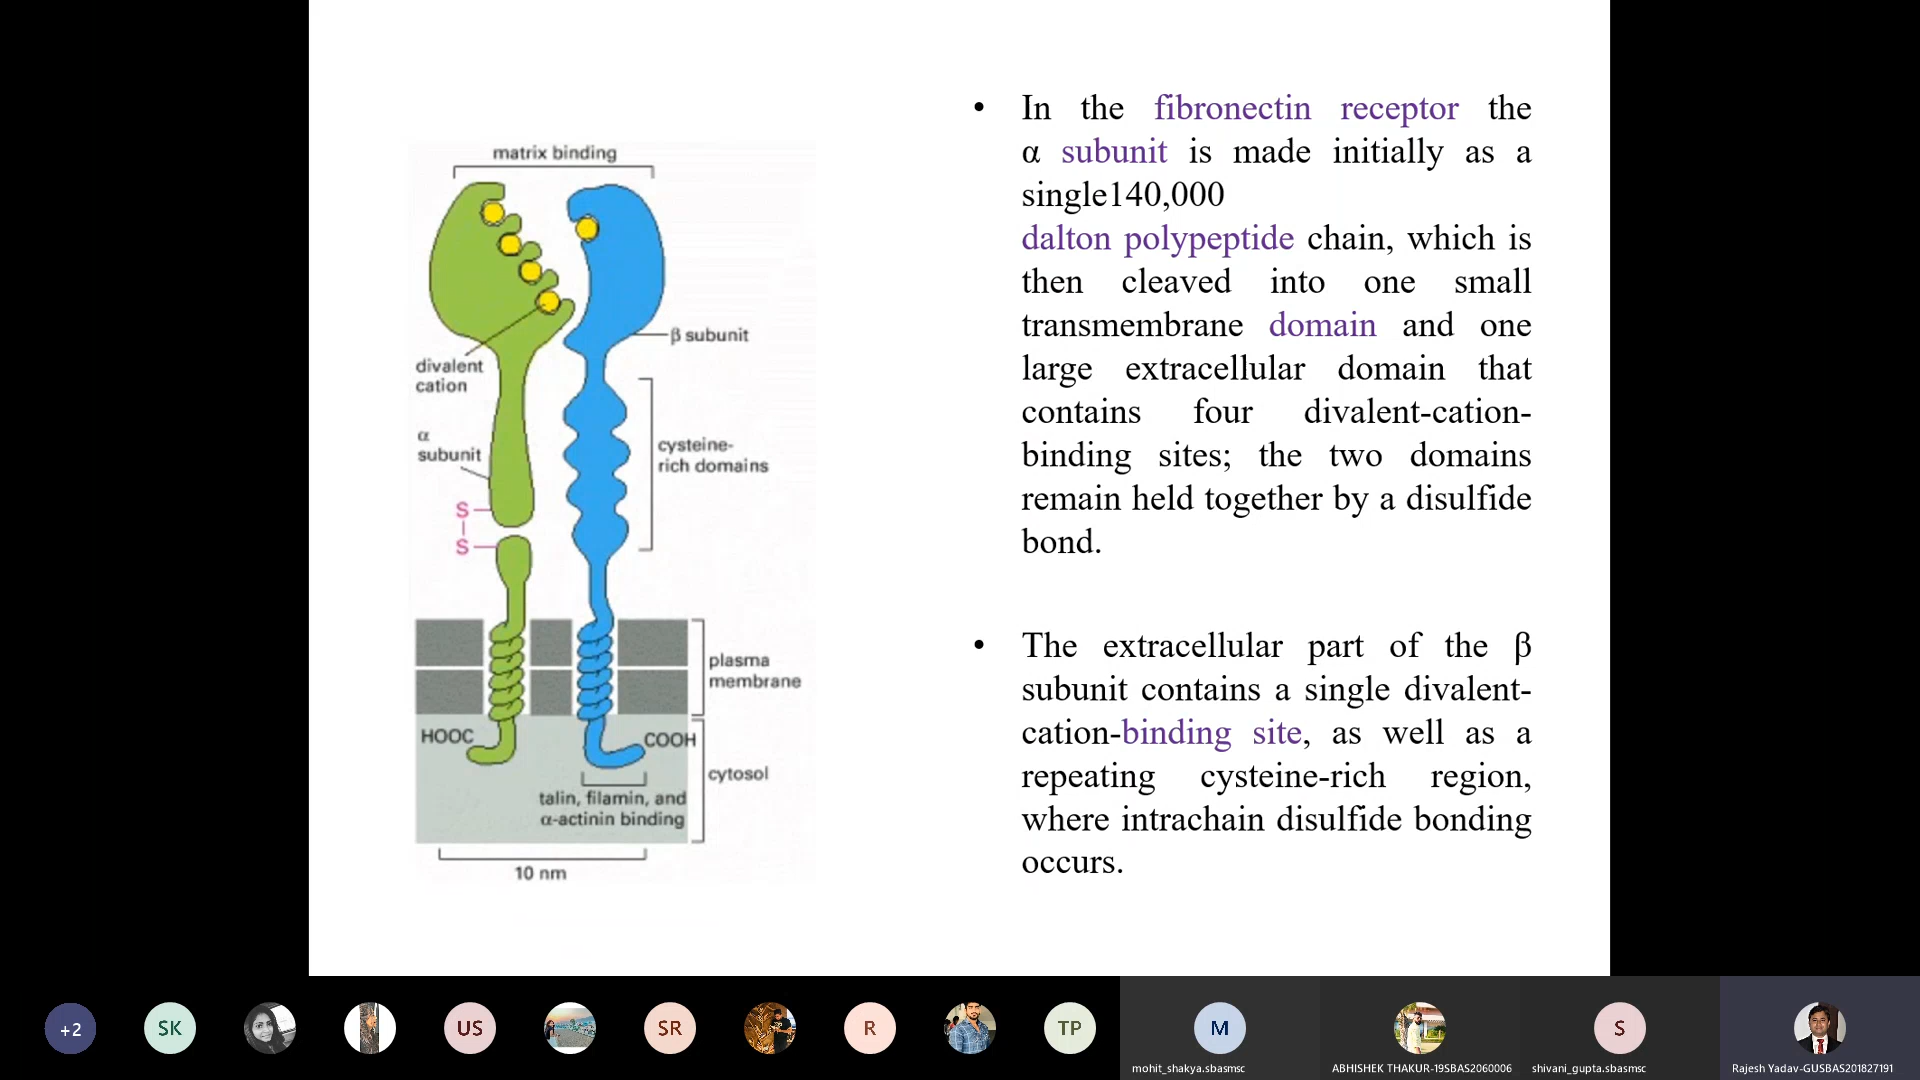 matrix binding
β subunit
divalent
cation
α
subunit
cysteine-
rich domains
S
S
plasma
membrane
HOOC
COOH
cytosol
talin, filamin, and
α-actinin binding
10 nm
• In the fibronectin receptor the
α subunit is made initially as a
single140,000
dalton polypeptide chain, which is
then cleaved into one small
transmembrane domain and one
large extracellular domain that
contains four divalent-cation-
binding sites; the two domains
remain held together by a disulfide
bond.
• The extracellular part of the β
subunit contains a single divalent-
cation-binding site, as well as a
repeating cysteine-rich region,
where intrachain disulfide bonding
occurs.
+2
SK
US
SR
R
TP
M
S
mohit_shakya.sbasmsc
ABHISHEK THAKUR-19SBAS2060006
shivani_gupta.sbasmsc
Rajesh Yadav-GUSBAS201827191